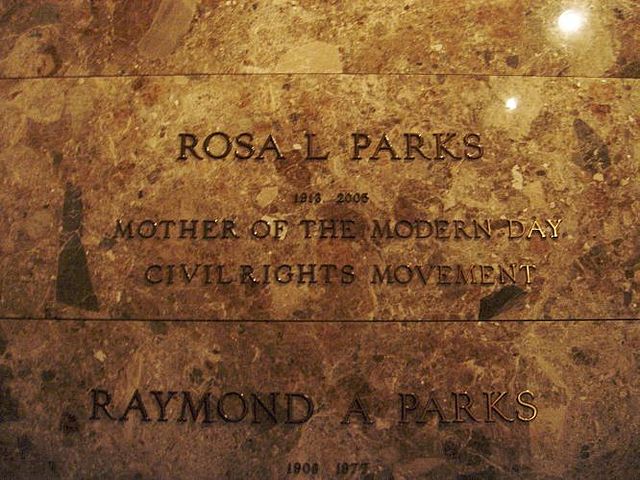 ROSA L PARKS
1913 2005
MOTHER OF THE MODERN DAY
CIVIL RIGHTS MOVEMENT
RAYMOND A PARKS
1903 1977